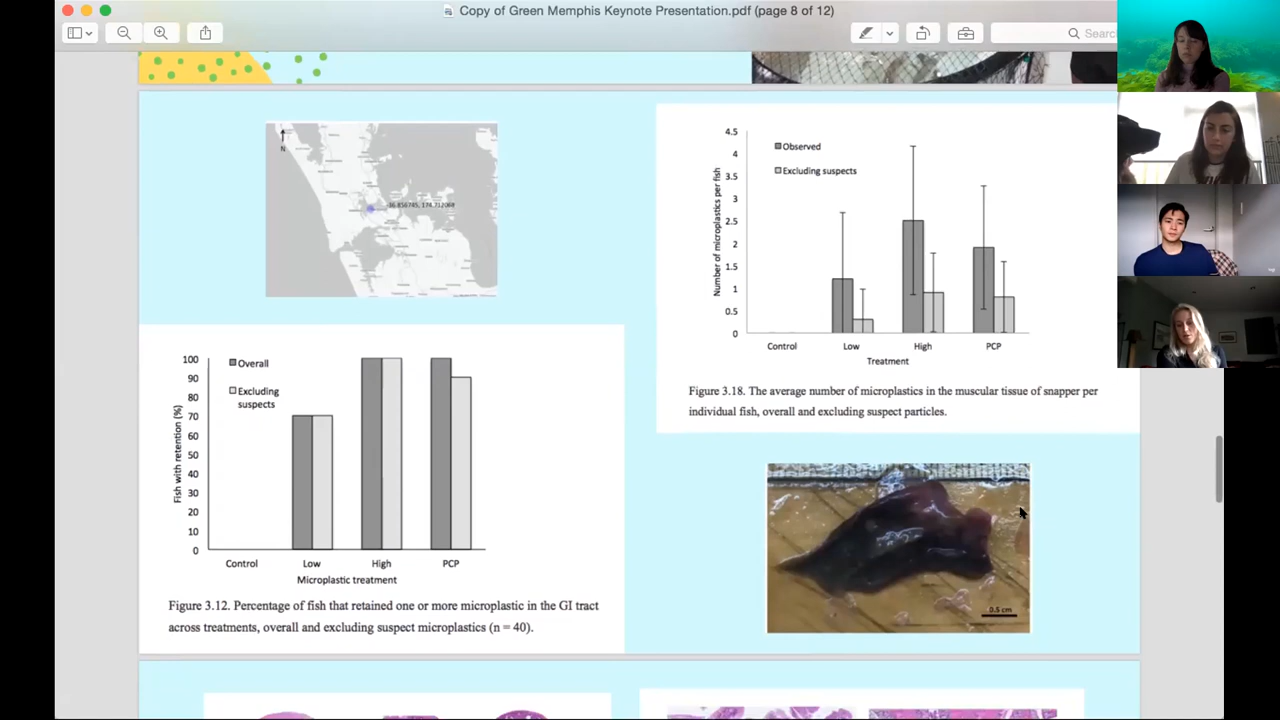 Copy of Green Memphis Keynote Presentation.pdf (page 8 of 12)
Search
N
-36.856745, 174.712069
4.5
4
3.5
3
2.5
2
1.5
1
0.5
0
Number of microplastics per fish
Observed
Excluding suspects
Control
Low
High
PCP
Treatment
Figure 3.18. The average number of microplastics in the muscular tissue of snapper per
individual fish, overall and excluding suspect particles.
100
90
80
70
60
50
40
30
20
10
0
Fish with retention (%)
Overall
Excluding
suspects
Control
Low
High
PCP
Microplastic treatment
Figure 3.12. Percentage of fish that retained one or more microplastic in the GI tract
across treatments, overall and excluding suspect microplastics (n = 40).
0.5 cm